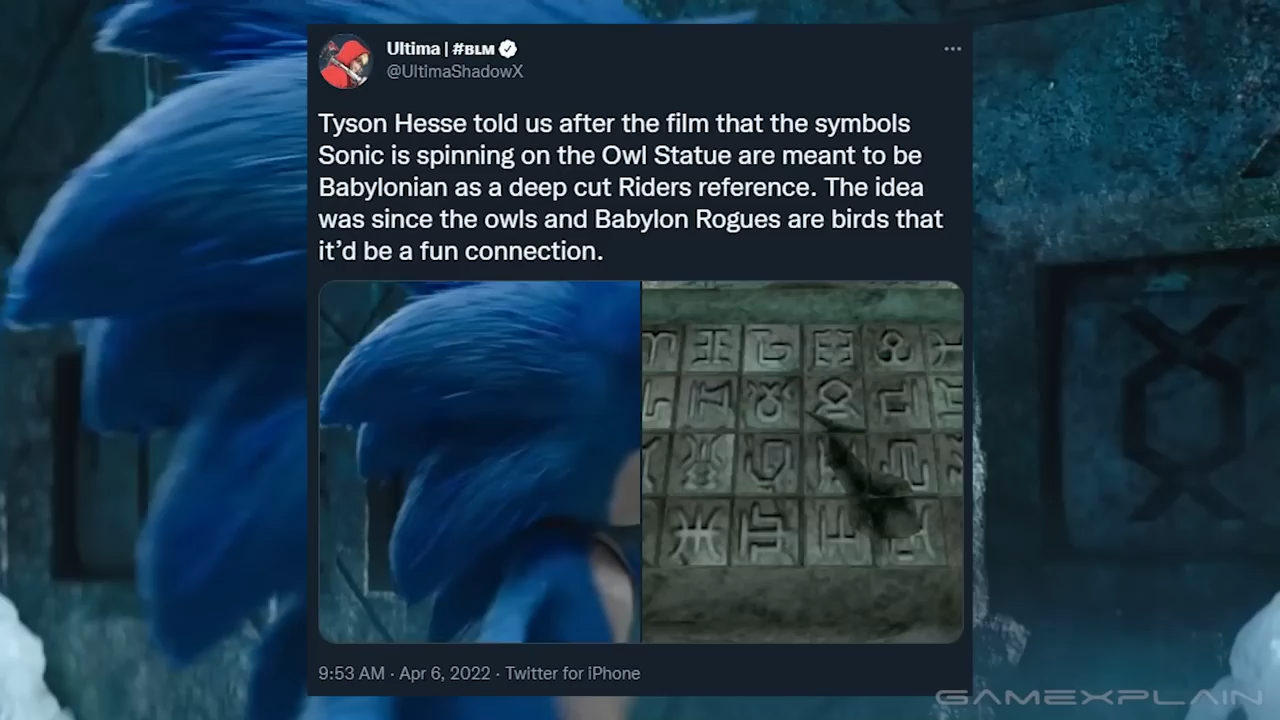 Ultima | #BLM
@UltimaShadowX
Tyson Hesse told us after the film that the symbols
Sonic is spinning on the Owl Statue are meant to be
Babylonian as a deep cut Riders reference. The idea
was since the owls and Babylon Rogues are birds that
it’d be a fun connection.
9:53 AM · Apr 6, 2022 · Twitter for iPhone
GAMEXPLAIN